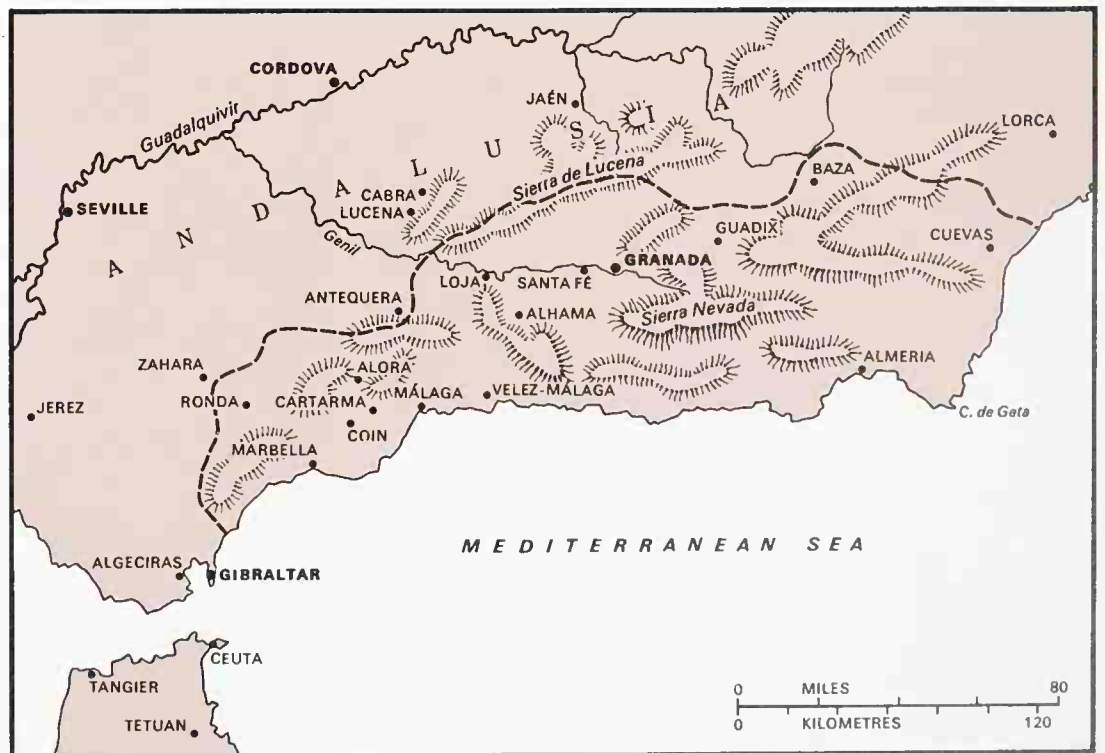 CORDOVA
JAÉN
LORCA
Guadalquivir
ANDALUSIA
CABRA
LUCENA
Sierra de Lucena
BAZA
SEVILLE
Genil
GUADIX
CUEVAS
GRANADA
LOJA
SANTA FÉ
ANTEQUERA
ALHAMA
Sierra Nevada
ZAHARA
ALORA
ALMERIA
JEREZ
RONDA
CARTARMA
MÁLAGA
VELEZ-MÁLAGA
C. de Gata
COIN
MARBELLA
MEDITERRANEAN SEA
ALGECIRAS
GIBRALTAR
CEUTA
TANGIER
TETUAN
0 MILES 80
0 KILOMETRES 120